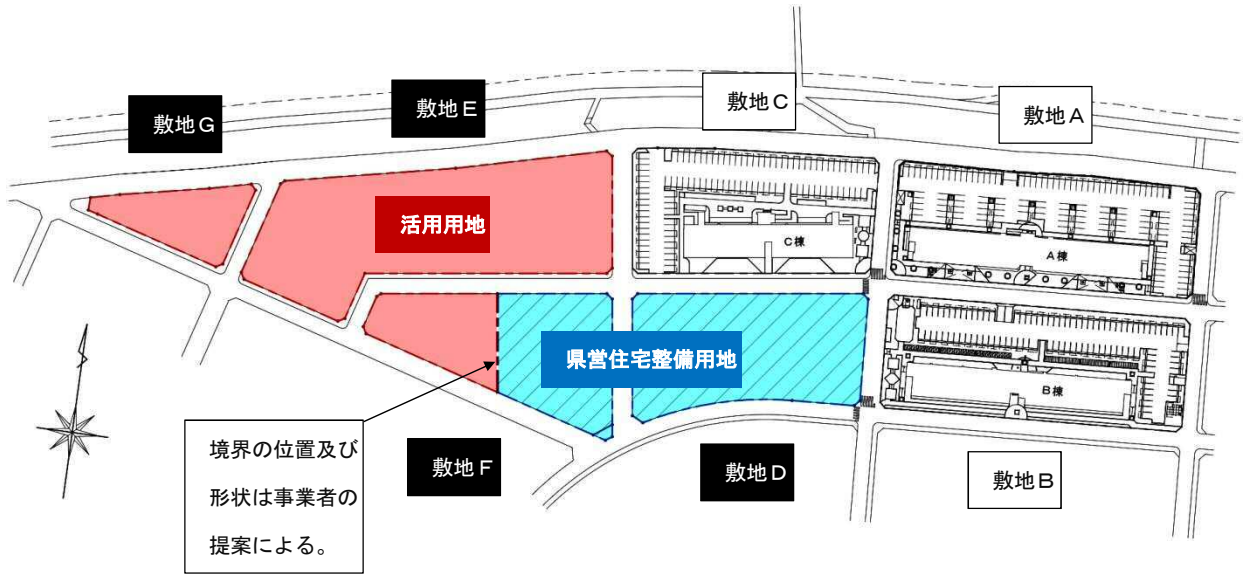 敷地G
敷地E
敷地C
敷地A
活用用地
C棟
A棟
県営住宅整備用地
B棟
境界の位置及び
形状は事業者の
提案による。
敷地F
敷地D
敷地B